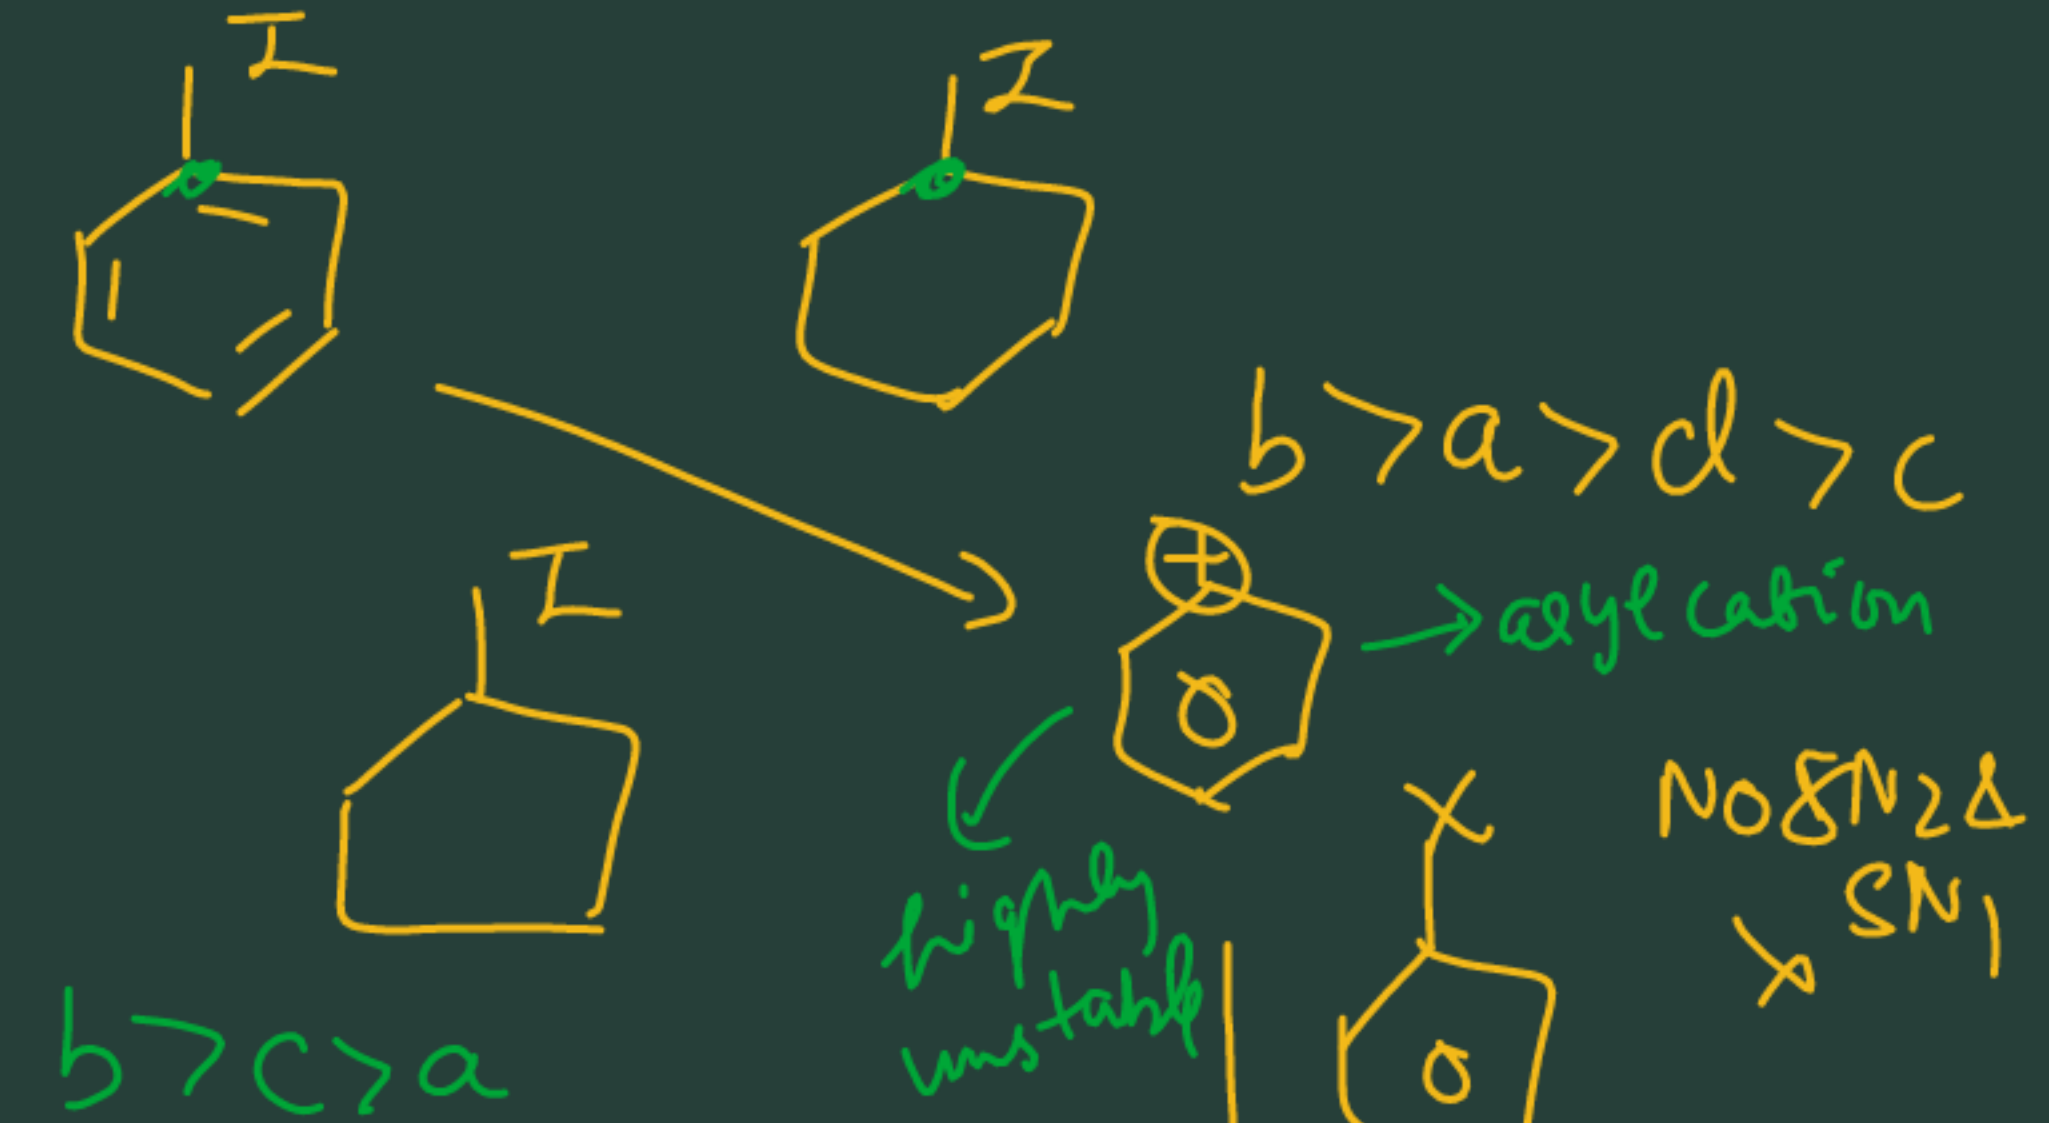 I
I
b > a > d > c
+
I
→ aryl cation
highly
unstable
X
NO SN2 &
SN1
b > c > a